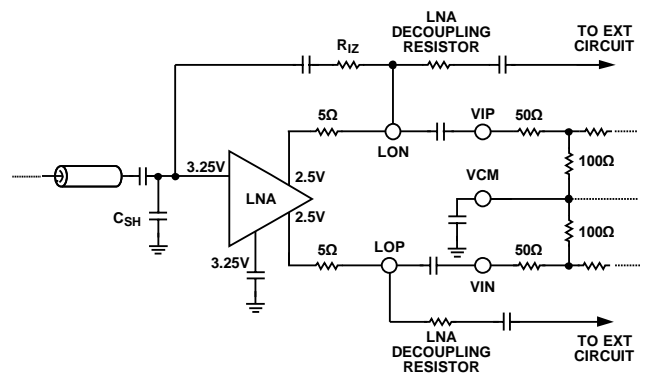 LNA
DECOUPLING
RESISTOR
TO EXT
CIRCUIT
RIZ
5Ω
VIP
50Ω
LON
100Ω
3.25V
2.5V
LNA
VCM
2.5V
CSH
100Ω
3.25V
5Ω
LOP
50Ω
VIN
LNA
DECOUPLING
RESISTOR
TO EXT
CIRCUIT